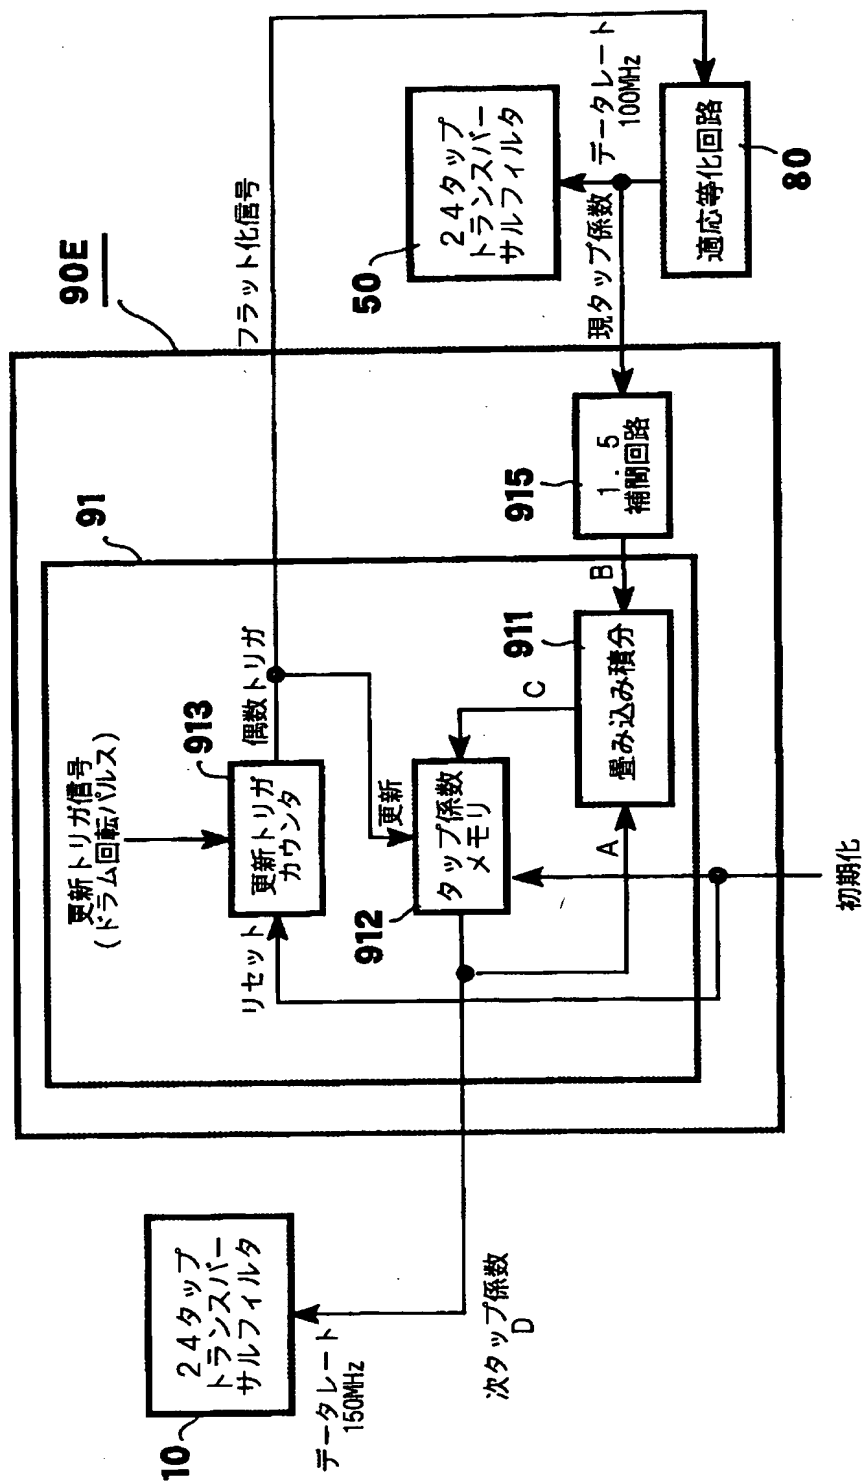 90E
91
更新トリガ信号
(ドラム回転パルス)
リセット
更新トリガ
カウンタ
913
偶数トリガ
フラット化信号
更新
タップ係数
メモリ
912
C
A
畳み込み積分
911
B
1.5
補間回路
915
現タップ係数
データレート
100MHz
24タップ
トランスバー
サルフィルタ
50
適応等化回路
80
初期化
24タップ
トランスバー
サルフィルタ
10
データレート
150MHz
次タップ係数
D